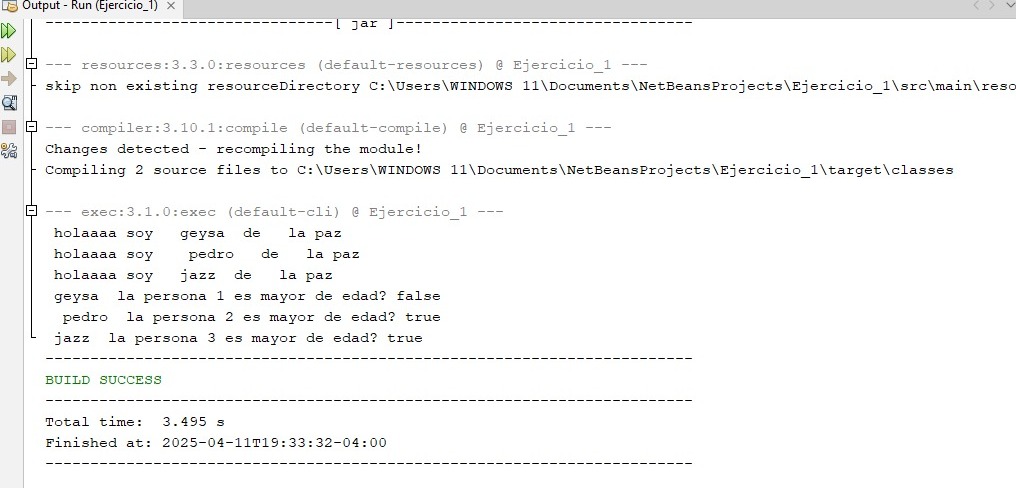 Output - Run (Ejercicio_1) ×
--------------------------------[ jar ]---------------------------------
--- resources:3.3.0:resources (default-resources) @ Ejercicio_1 ---
skip non existing resourceDirectory C:\Users\WINDOWS 11\Documents\NetBeansProjects\Ejercicio_1\src\main\reso
--- compiler:3.10.1:compile (default-compile) @ Ejercicio_1 ---
Changes detected - recompiling the module!
Compiling 2 source files to C:\Users\WINDOWS 11\Documents\NetBeansProjects\Ejercicio_1\target\classes
--- exec:3.1.0:exec (default-cli) @ Ejercicio_1 ---
holaaaa soy   geysa  de   la paz
holaaaa soy    pedro   de   la paz
holaaaa soy   jazz  de   la paz
geysa  la persona 1 es mayor de edad? false
pedro  la persona 2 es mayor de edad? true
jazz  la persona 3 es mayor de edad? true
------------------------------------------------------------------------
BUILD SUCCESS
------------------------------------------------------------------------
Total time:  3.495 s
Finished at: 2025-04-11T19:33:32-04:00
------------------------------------------------------------------------